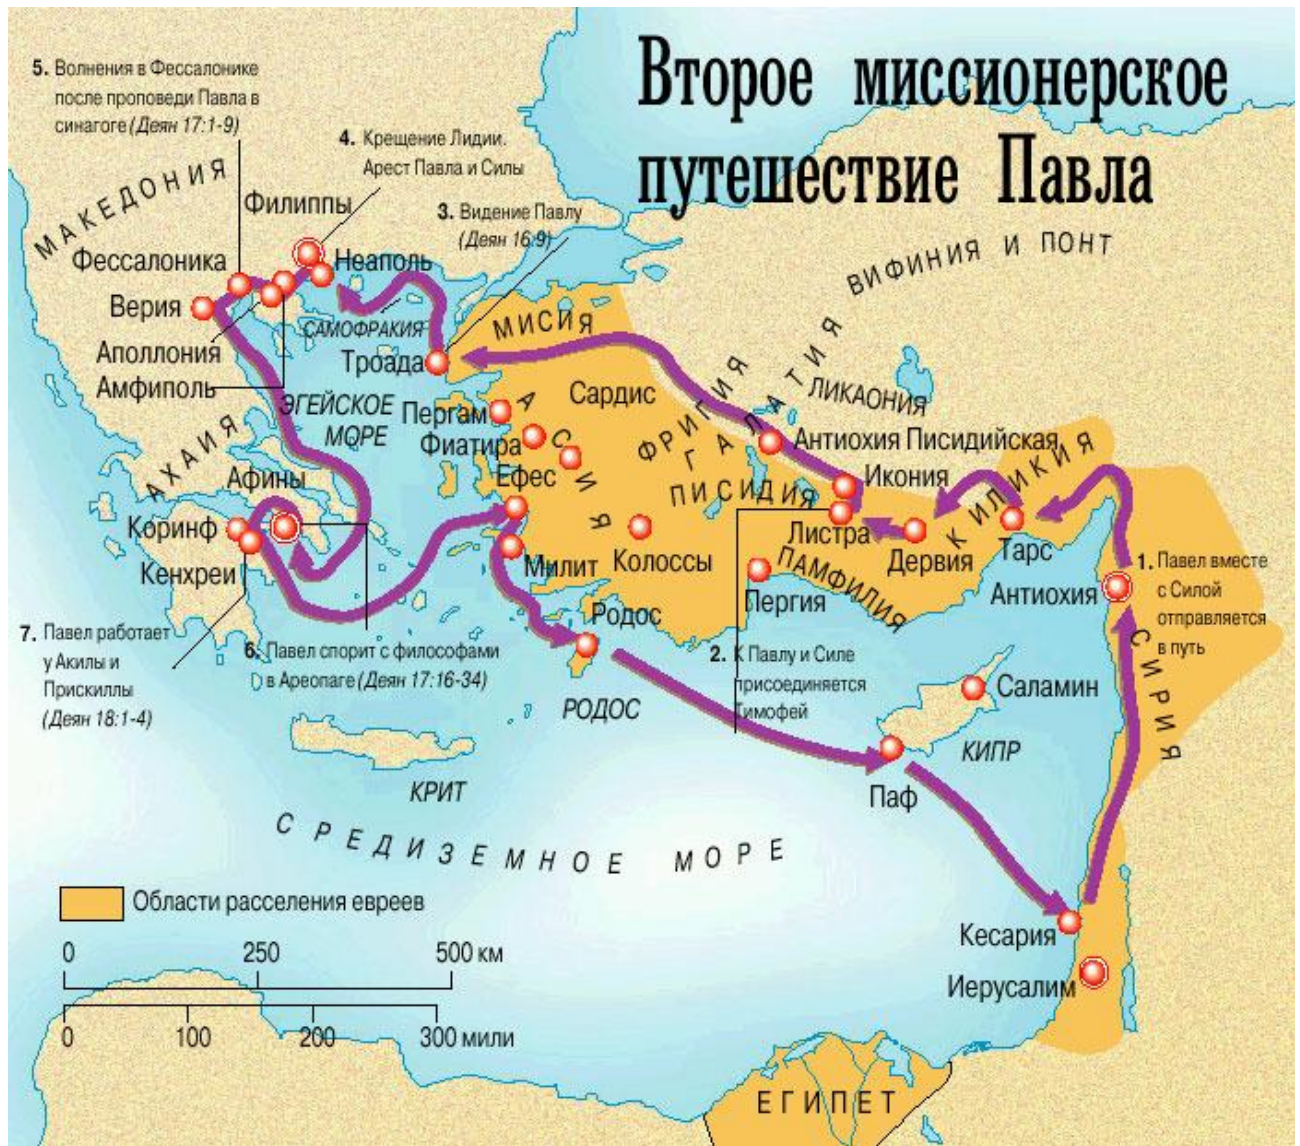 Второе миссионерское
путешествие Павла
5. Волнения в Фессалонике
после проповеди Павла в
синагоге (Деян 17:1-9)
4. Крещение Лидии.
Арест Павла и Силы
3. Видение Павлу
(Деян 16:9)
МАКЕДОНИЯ
Филиппы
Фессалоника
Неаполь
Верия
САМОФРАКИЯ
Аполлония
Амфиполь
Троада
МИСИЯ
ВИФИНИЯ И ПОНТ
ЭГЕЙСКОЕ
МОРЕ
Пергам
Фиатира
АСИЯ
Сардис
ФРИГИЯ
ГАЛАТИЯ
ЛИКАОНИЯ
Антиохия Писидийская
АХАИЯ
Афины
Ефес
ПИСИДИЯ
Икония
КИЛИКИЯ
Коринф
Кенхреи
Милит
Колоссы
Листра
Дервия
Тарс
ПАМФИЛИЯ
Пергия
Антиохия
1. Павел вместе
с Силой
отправляется
в путь
7. Павел работает
у Акилы и
Прискиллы
(Деян 18:1-4)
6. Павел спорит с философами
в Ареопаге (Деян 17:16-34)
Родос
РОДОС
2. К Павлу и Силе
присоединяется
Тимофей
СИРИЯ
Саламин
КИПР
Паф
КРИТ
СРЕДИЗЕМНОЕ МОРЕ
Области расселения евреев
0 250 500 км
0 100 200 300 мили
Кесария
Иерусалим
ЕГИПЕТ